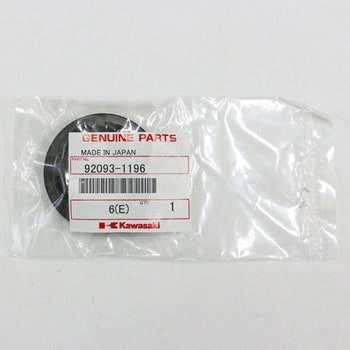 GENUINE PARTS
MADE IN JAPAN
PART No.
92093-1196
6(E) QTY 1
Kawasaki